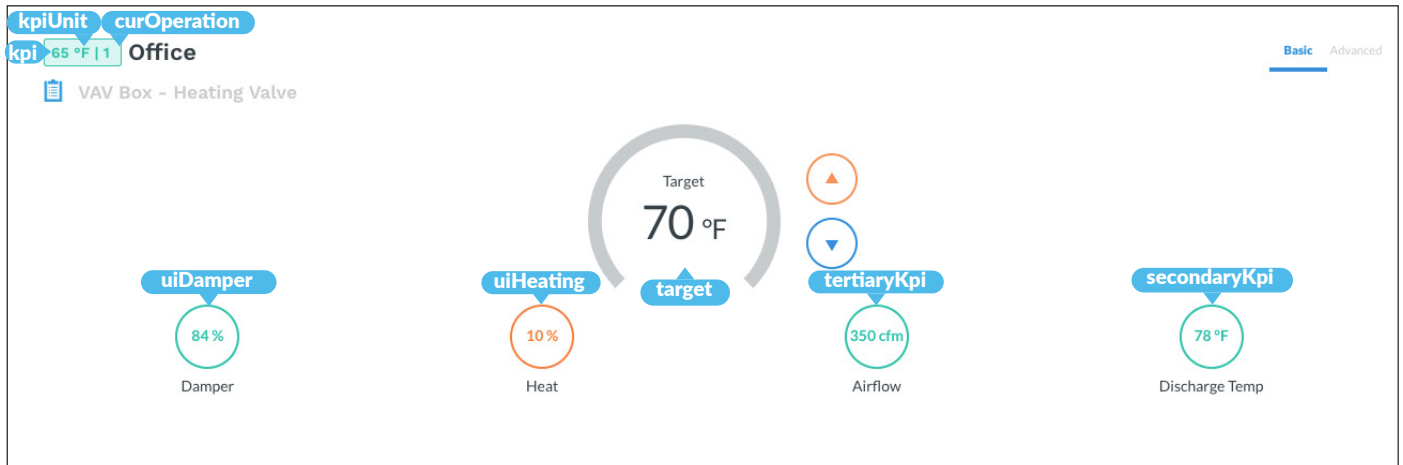 kpiUnit curOperation
kpi 65 °F | 1 Office
Basic Advanced
VAV Box - Heating Valve
Target
70 °F
target
uiDamper uiHeating tertiaryKpi secondaryKpi
84 % 10 % 350 cfm 78 °F
Damper Heat Airflow Discharge Temp